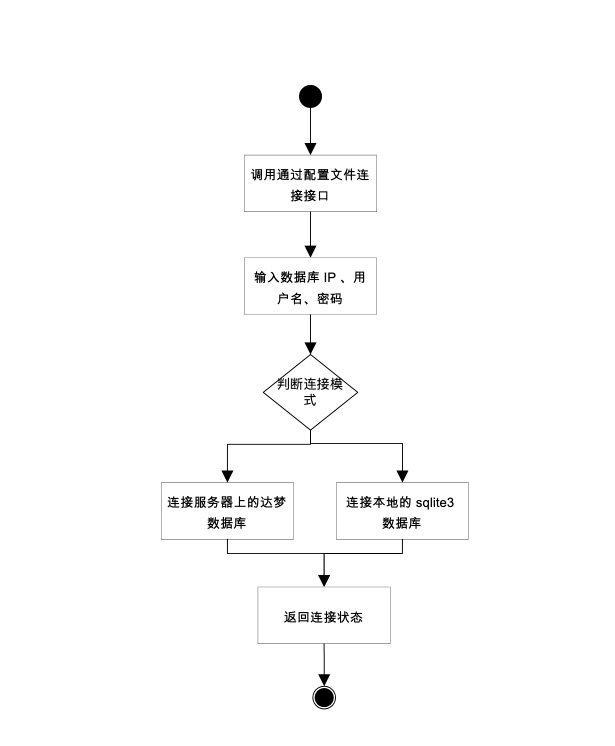 调用通过配置文件连
接接口
输入数据库 IP 、用
户名、密码
判断连接模
式
连接服务器上的达梦
数据库
连接本地的 sqlite3
数据库
返回连接状态